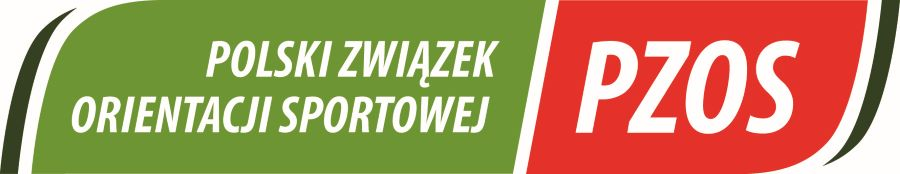 POLSKI ZWIĄZEK
ORIENTACJI SPORTOWEJ
PZOS